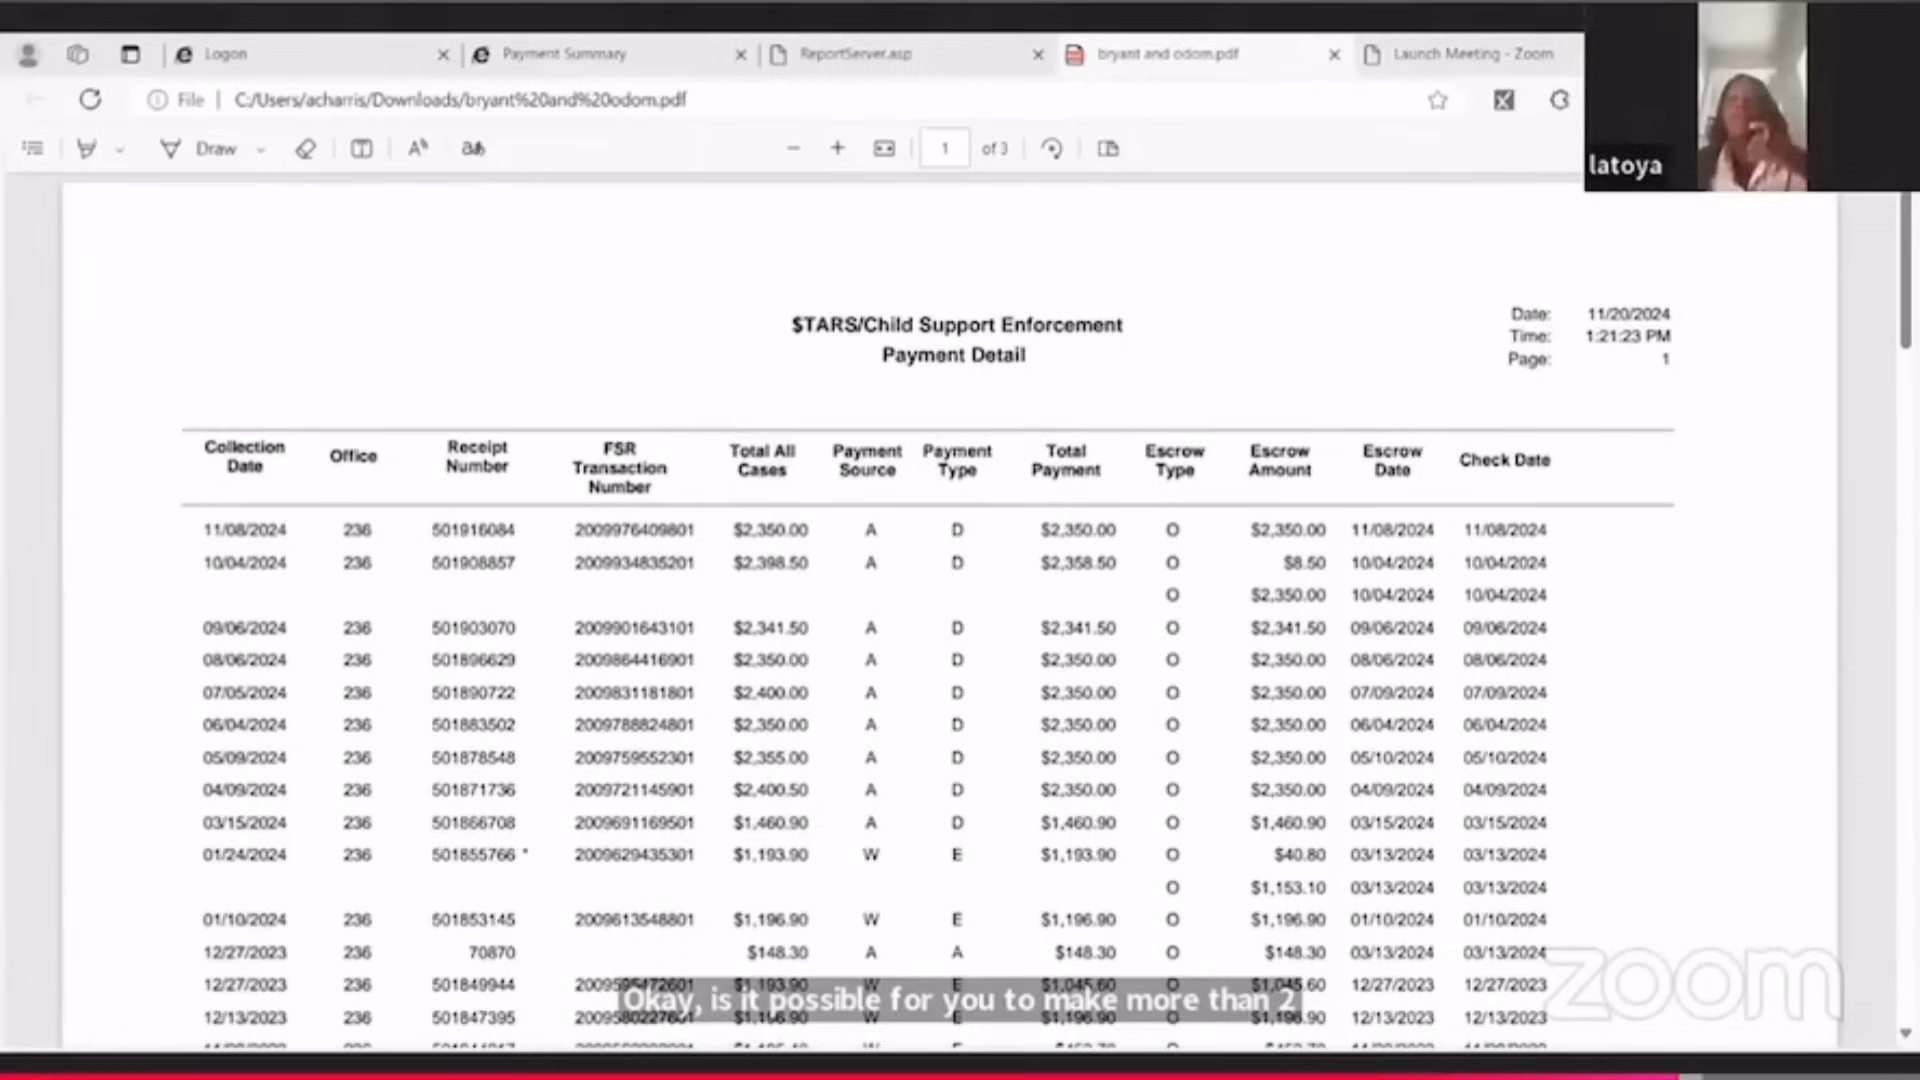 Logon
Payment Summary
ReportServer.asp
bryant and odom.pdf
Launch Meeting - Zoom
File | C:/Users/acharris/Downloads/bryant%20and%20odom.pdf
Draw
1 of 3
latoya
$TARS/Child Support Enforcement
Payment Detail
Date: 11/20/2024
Time: 1:21:23 PM
Page: 1
Collection Date Office Receipt Number FSR Transaction Number Total All Cases Payment Source Payment Type Total Payment Escrow Type Escrow Amount Escrow Date Check Date
11/08/2024 236 501916084 2009976409801 $2,350.00 A D $2,350.00 O $2,350.00 11/08/2024 11/08/2024
10/04/2024 236 501908857 2009934835201 $2,398.50 A D $2,358.50 O $8.50 10/04/2024 10/04/2024
O $2,350.00 10/04/2024 10/04/2024
09/06/2024 236 501903070 2009901643101 $2,341.50 A D $2,341.50 O $2,341.50 09/06/2024 09/06/2024
08/06/2024 236 501896629 2009864416901 $2,350.00 A D $2,350.00 O $2,350.00 08/06/2024 08/06/2024
07/05/2024 236 501890722 2009831181801 $2,400.00 A D $2,350.00 O $2,350.00 07/09/2024 07/09/2024
06/04/2024 236 501883502 2009788824801 $2,350.00 A D $2,350.00 O $2,350.00 06/04/2024 06/04/2024
05/09/2024 236 501878548 2009759552301 $2,355.00 A D $2,350.00 O $2,350.00 05/10/2024 05/10/2024
04/09/2024 236 501871736 2009721145901 $2,400.50 A D $2,350.00 O $2,350.00 04/09/2024 04/09/2024
03/15/2024 236 501866708 2009691169501 $1,460.90 A D $1,460.90 O $1,460.90 03/15/2024 03/15/2024
01/24/2024 236 501855766 * 2009629435301 $1,193.90 W E $1,193.90 O $40.80 03/13/2024 03/13/2024
O $1,153.10 03/13/2024 03/13/2024
01/10/2024 236 501853145 2009613548801 $1,196.90 W E $1,196.90 O $1,196.90 01/10/2024 01/10/2024
12/27/2023 236 70870 $148.30 A A $148.30 O $148.30 03/13/2024 03/13/2024
12/27/2023 236 501849944 $1,193.90 W E $1,045.60 O $1,045.60 12/27/2023 12/27/2023
Okay, is it possible for you to make more than 2
12/13/2023 236 501847395 $1,196.90 W E $1,196.90 O $1,196.90 12/13/2023 12/13/2023
zoom